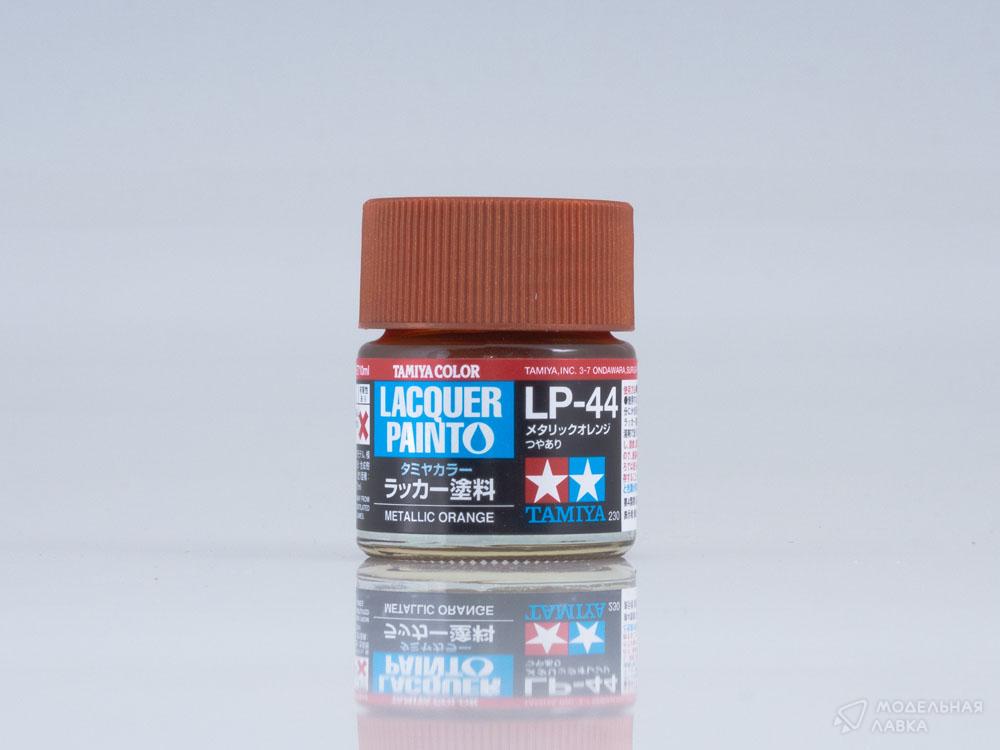 10ml
TAMIYA COLOR
TAMIYA, INC. 3-7 ONDAWARA,
LACQUER
PAINT
LP-44
メタリックオレンジ
つやあり
タミヤカラー
ラッカー塗料
METALLIC ORANGE
TAMIYA
230
МОДЕЛЬНАЯ
ЛАВКА